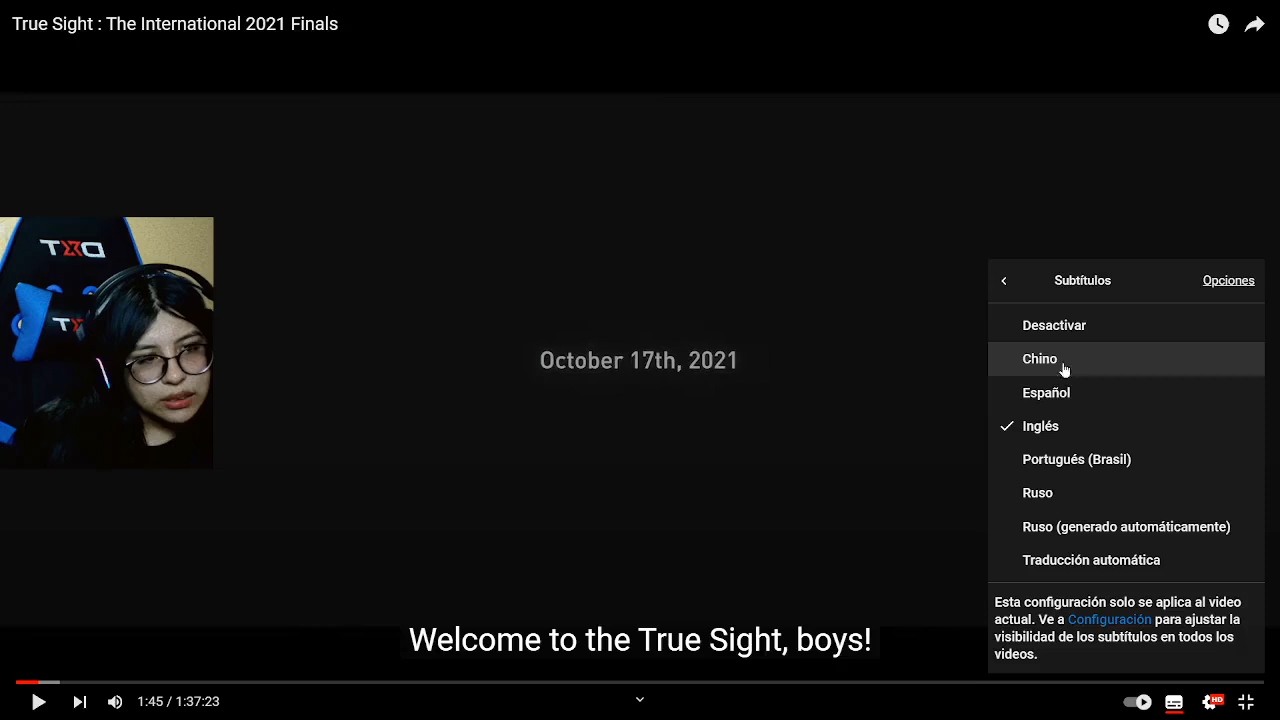 True Sight : The International 2021 Finals
TXD
October 17th, 2021
Subtítulos
Opciones
Desactivar
Chino
Español
Inglés
Portugués (Brasil)
Ruso
Ruso (generado automáticamente)
Traducción automática
Esta configuración solo se aplica al video
actual. Ve a Configuración para ajustar la
visibilidad de los subtítulos en todos los
videos.
Welcome to the True Sight, boys!
1:45 / 1:37:23
HD